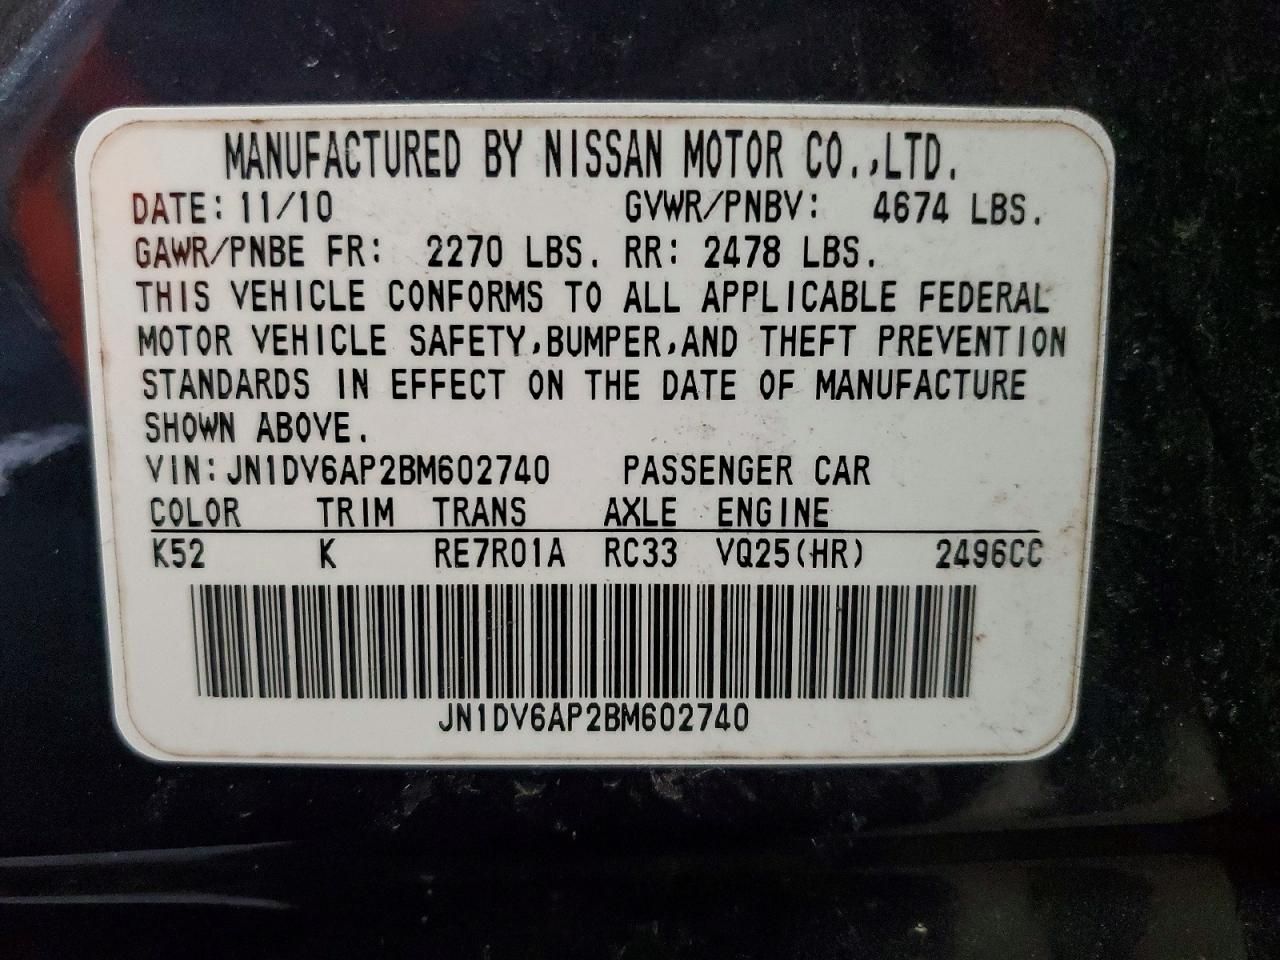 MANUFACTURED BY NISSAN MOTOR CO.,LTD.
DATE: 11/10 GVWR/PNBV: 4674 LBS.
GAWR/PNBE FR: 2270 LBS. RR: 2478 LBS.
THIS VEHICLE CONFORMS TO ALL APPLICABLE FEDERAL
MOTOR VEHICLE SAFETY,BUMPER,AND THEFT PREVENTION
STANDARDS IN EFFECT ON THE DATE OF MANUFACTURE
SHOWN ABOVE.
VIN:JN1DV6AP2BM602740 PASSENGER CAR
COLOR TRIM TRANS AXLE ENGINE
K52 K RE7R01A RC33 VQ25(HR) 2496CC
JN1DV6AP2BM602740